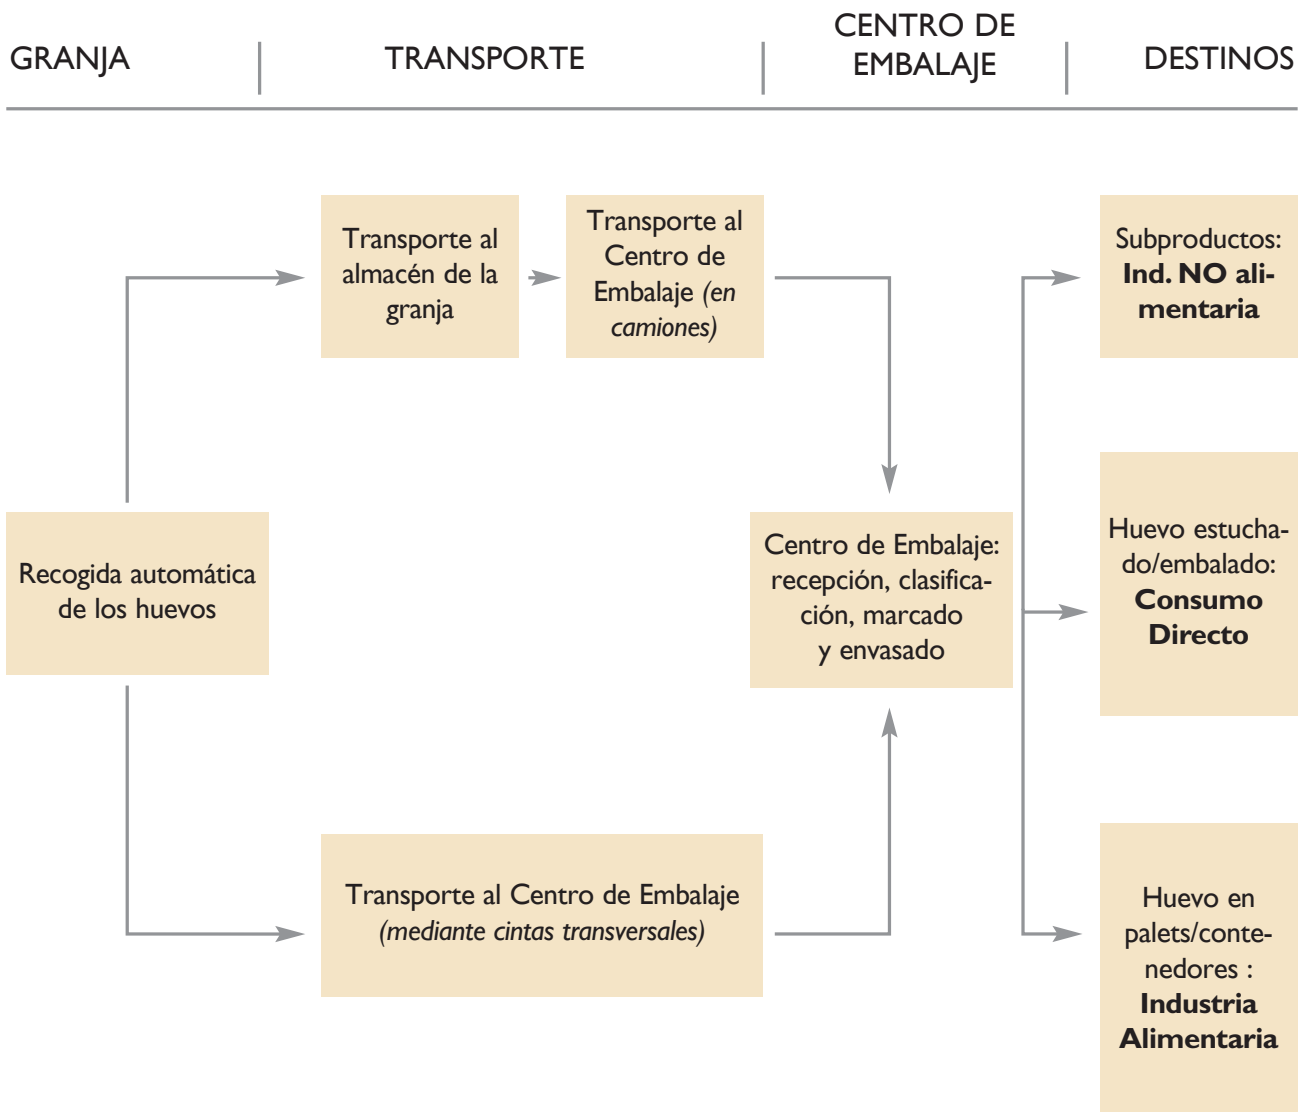 GRANJA
TRANSPORTE
CENTRO DE
EMBALAJE
DESTINOS
Transporte al
almacén de la
granja
Transporte al
Centro de
Embalaje (en
camiones)
Subproductos:
Ind. NO ali-
mentaria
Recogida automática
de los huevos
Centro de Embalaje:
recepción, clasifica-
ción, marcado
y envasado
Huevo estucha-
do/embalado:
Consumo
Directo
Transporte al Centro de Embalaje
(mediante cintas transversales)
Huevo en
palets/conte-
nedores :
Industria
Alimentaria